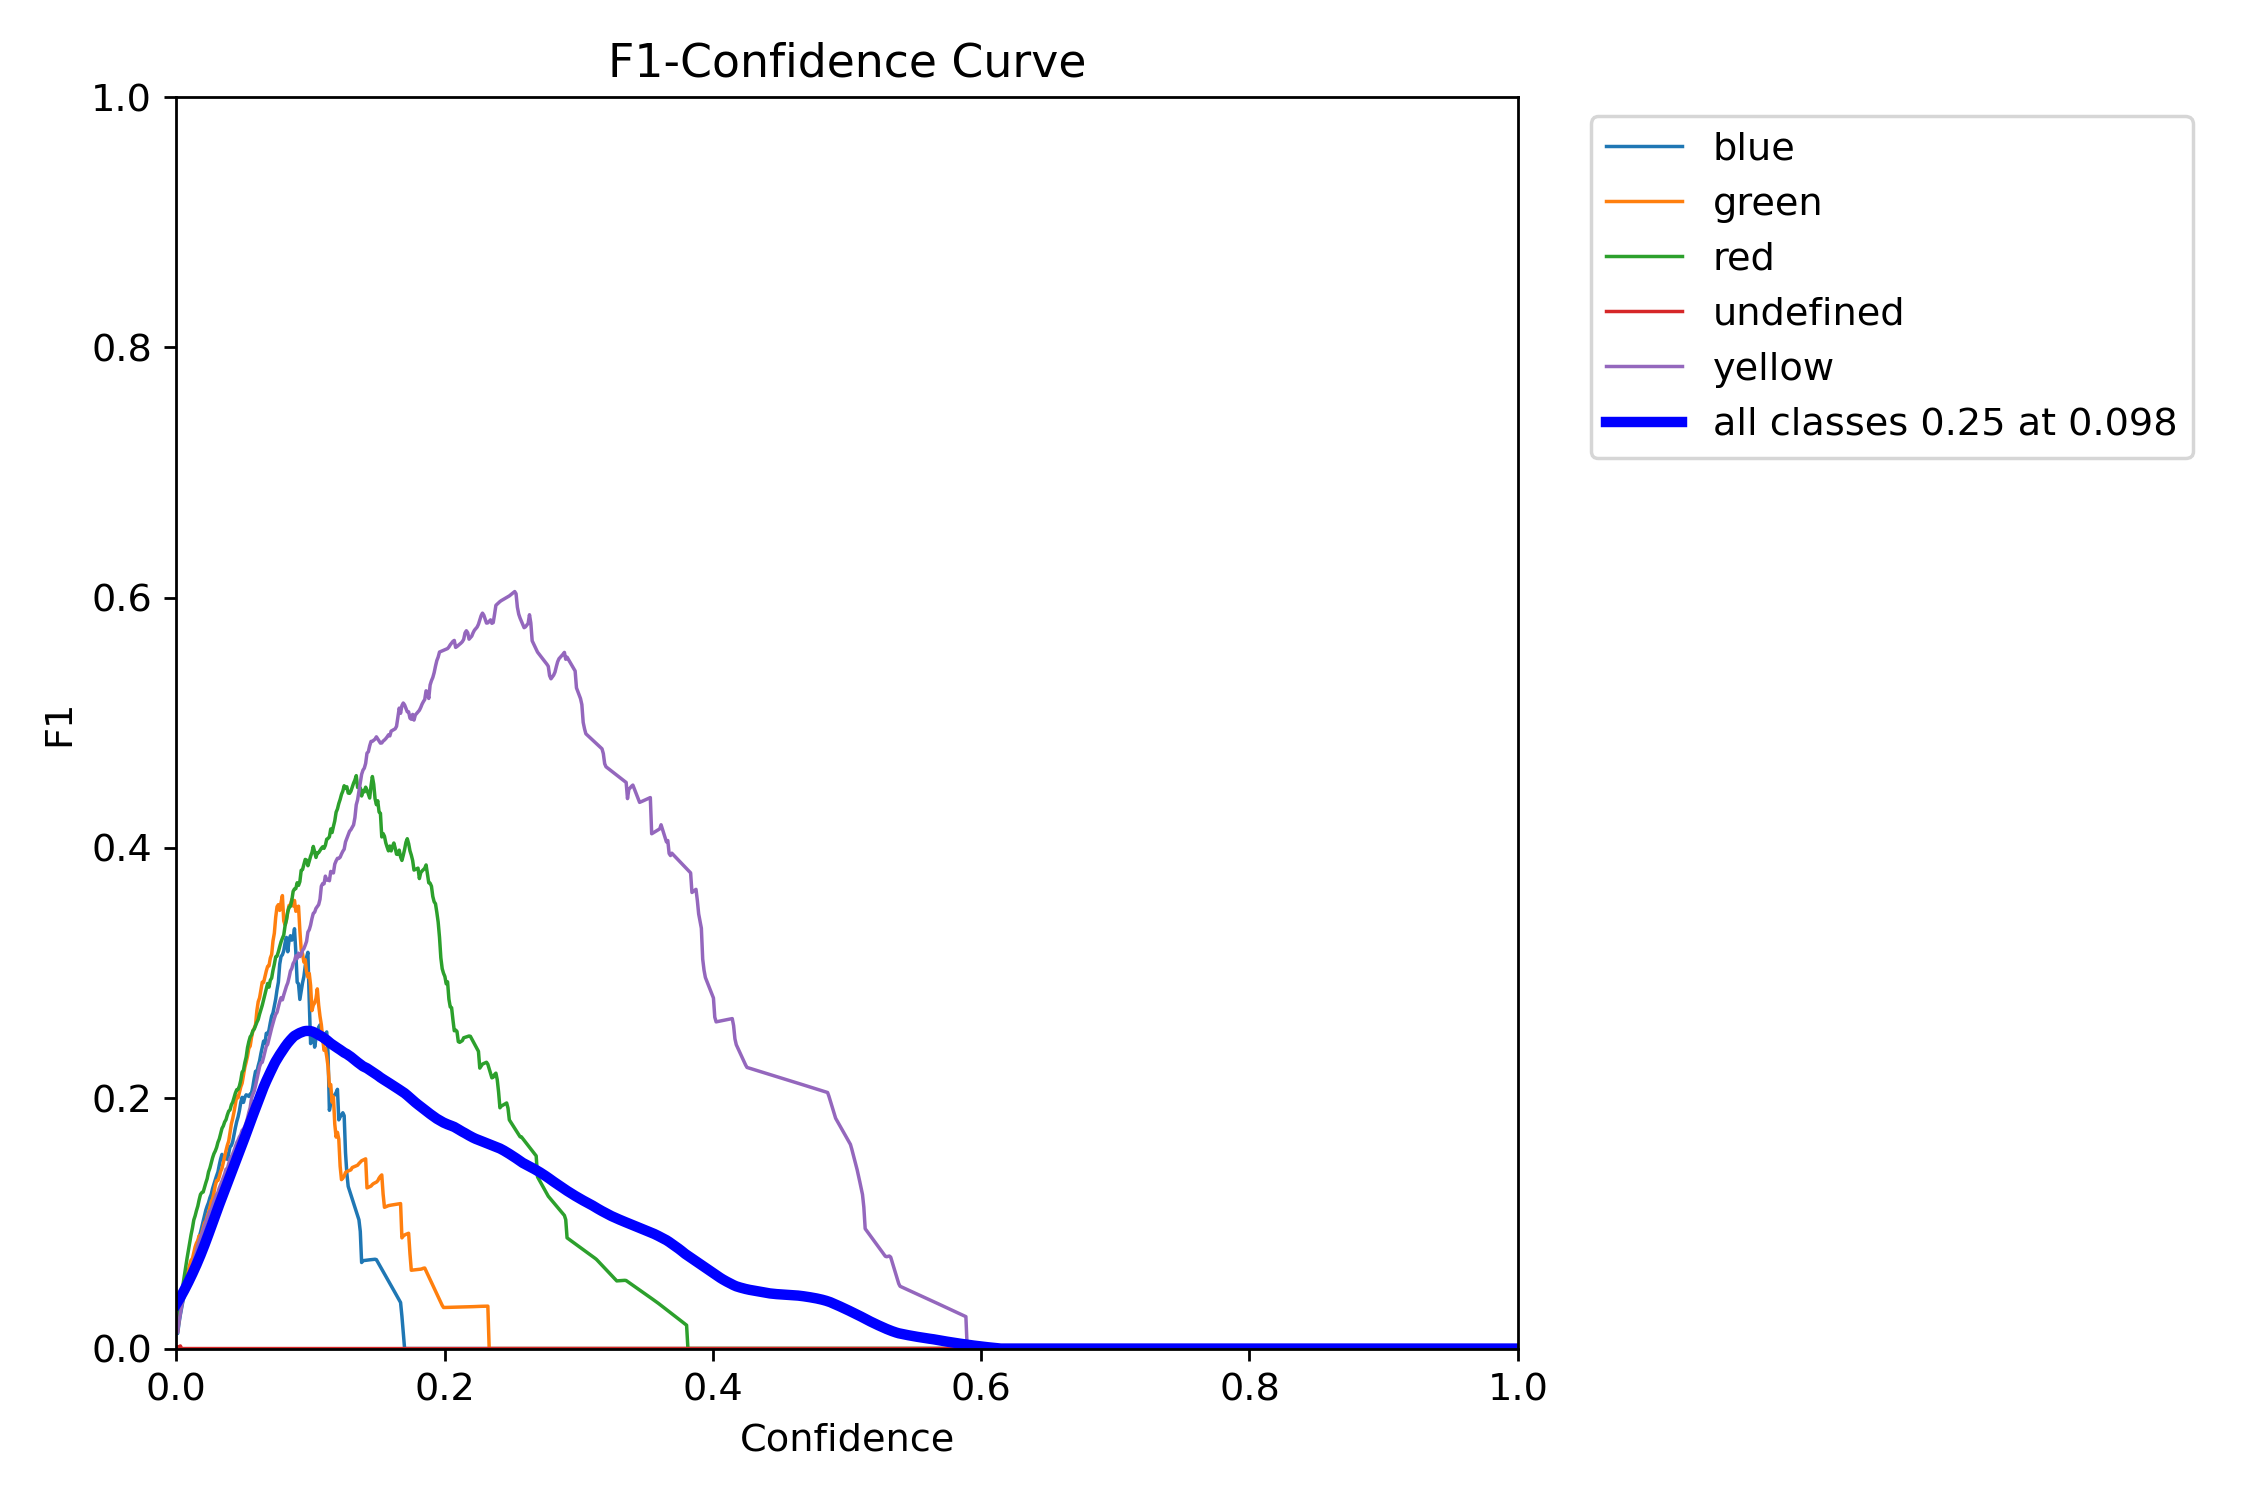 F1-Confidence Curve
1.0
0.8
0.6
0.4
0.2
0.0
F1
0.0 0.2 0.4 0.6 0.8 1.0
Confidence
blue
green
red
undefined
yellow
all classes 0.25 at 0.098